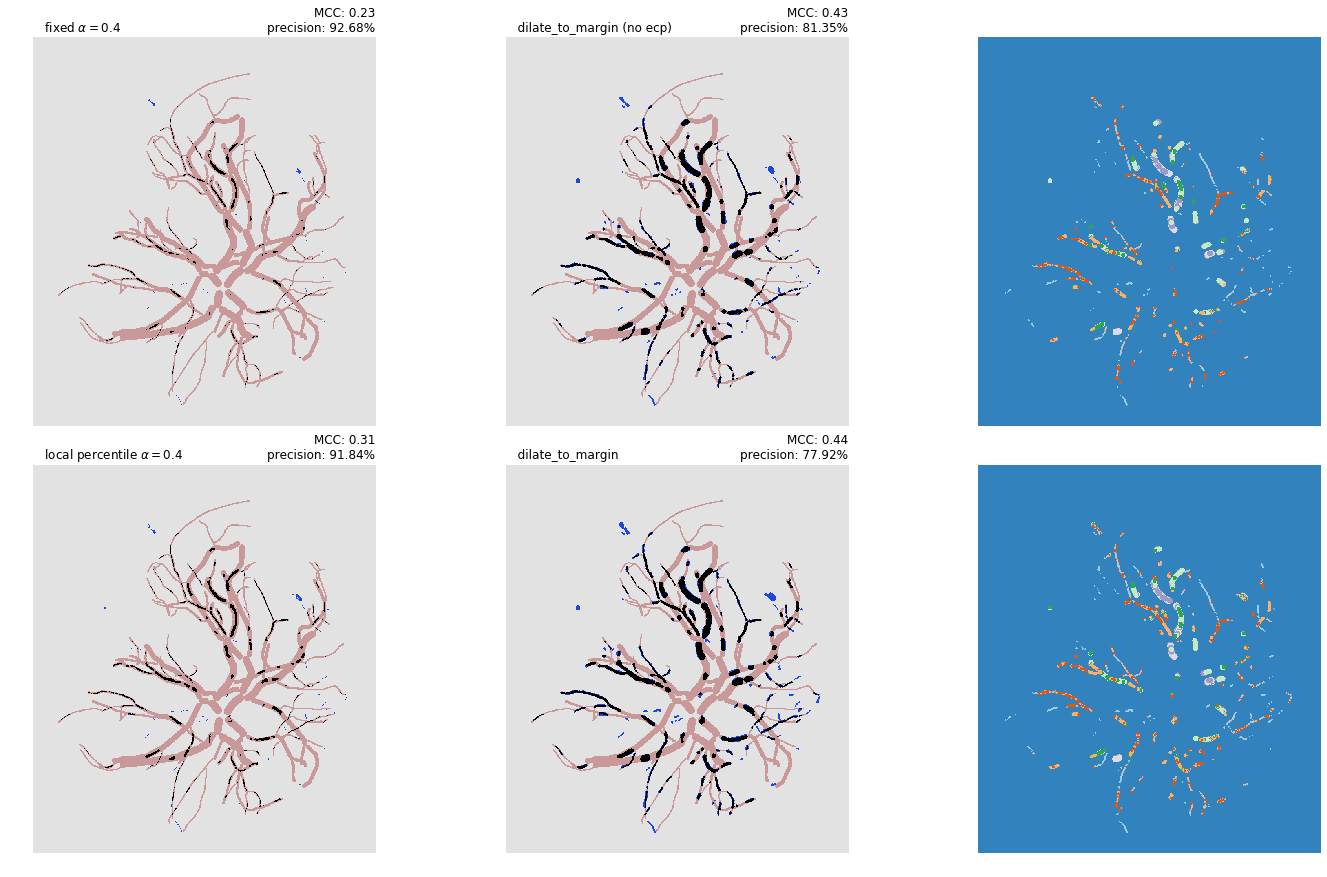 MCC: 0.23
fixed α = 0.4 precision: 92.68%
MCC: 0.43
dilate_to_margin (no ecp) precision: 81.35%
MCC: 0.31
local percentile α = 0.4 precision: 91.84%
MCC: 0.44
dilate_to_margin precision: 77.92%